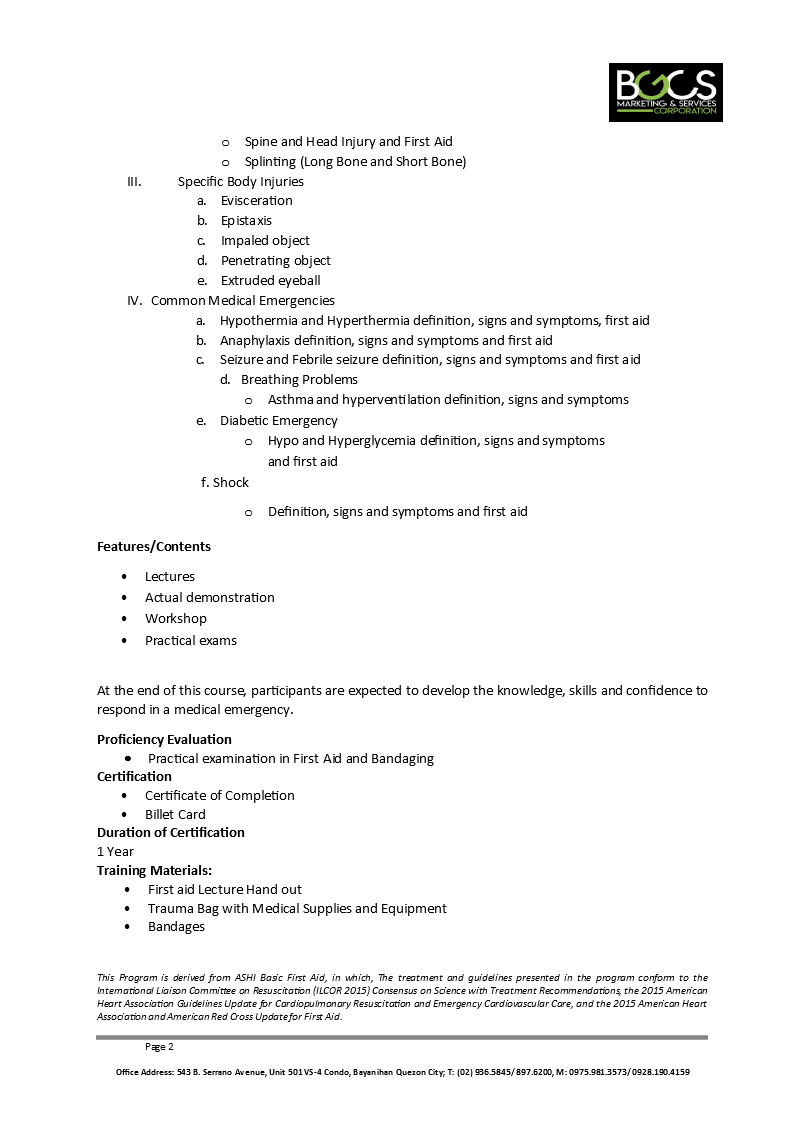 BGCS
MARKETING & SERVICES
CORPORATION
o Spine and Head Injury and First Aid
o Splinting (Long Bone and Short Bone)
III. Specific Body Injuries
a. Evisceration
b. Epistaxis
c. Impaled object
d. Penetrating object
e. Extruded eyeball
IV. Common Medical Emergencies
a. Hypothermia and Hyperthermia definition, signs and symptoms, first aid
b. Anaphylaxis definition, signs and symptoms and first aid
c. Seizure and Febrile seizure definition, signs and symptoms and first aid
d. Breathing Problems
o Asthma and hyperventilation definition, signs and symptoms
e. Diabetic Emergency
o Hypo and Hyperglycemia definition, signs and symptoms
and first aid
f. Shock
o Definition, signs and symptoms and first aid
Features/Contents
• Lectures
• Actual demonstration
• Workshop
• Practical exams
At the end of this course, participants are expected to develop the knowledge, skills and confidence to
respond in a medical emergency.
Proficiency Evaluation
• Practical examination in First Aid and Bandaging
Certification
• Certificate of Completion
• Billet Card
Duration of Certification
1 Year
Training Materials:
• First aid Lecture Hand out
• Trauma Bag with Medical Supplies and Equipment
• Bandages
This Program is derived from ASHI Basic First Aid, in which, The treatment and guidelines presented in the program conform to the
International Liaison Committee on Resuscitation (ILCOR 2015) Consensus on Science with Treatment Recommendations, the 2015 American
Heart Association Guidelines Update for Cardiopulmonary Resuscitation and Emergency Cardiovascular Care, and the 2015 American Heart
Association and American Red Cross Update for First Aid.
Page 2
Office Address: 543 B. Serrano Avenue, Unit 501 VS-4 Condo, Bayanihan Quezon City; T: (02) 936.5845/ 897.6200, M: 0975.981.3573/ 0928.190.4159